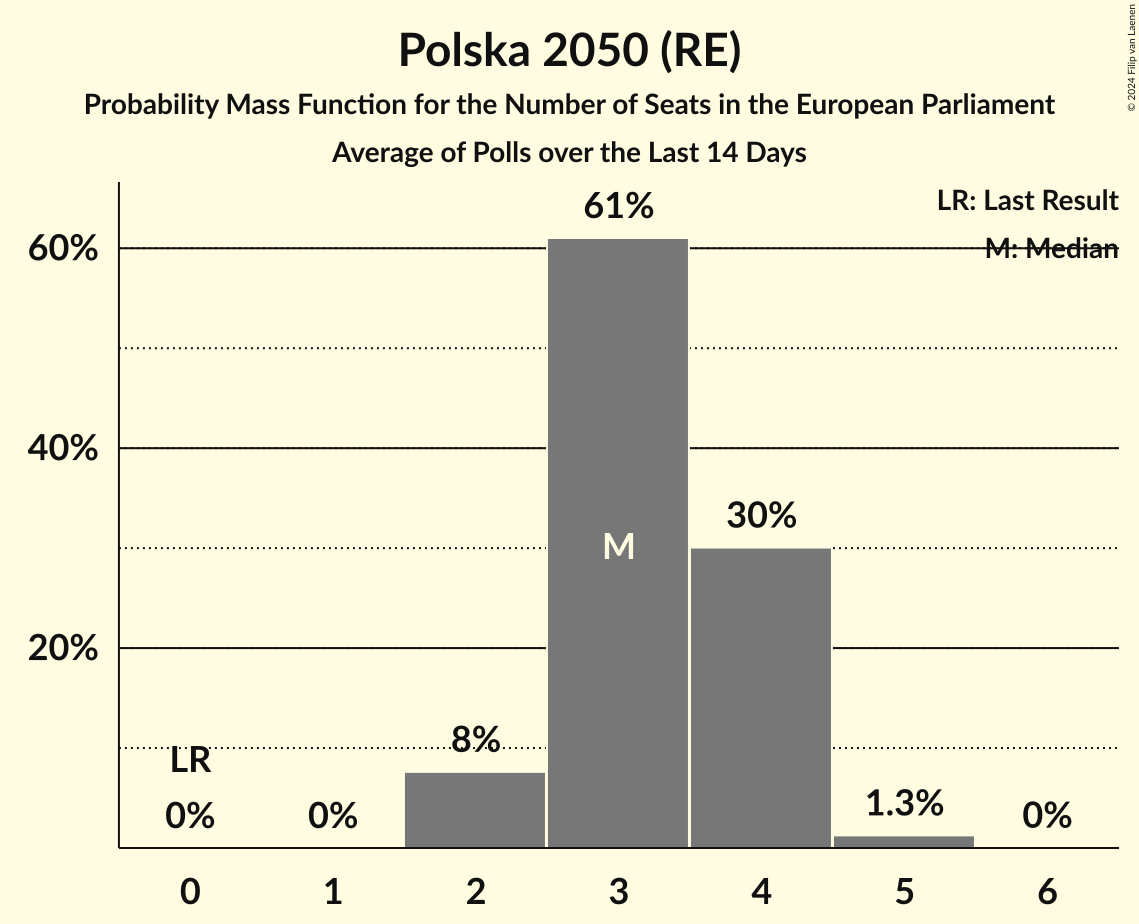 Polska 2050 (RE)
Probability Mass Function for the Number of Seats in the European Parliament
Average of Polls over the Last 14 Days
© 2024 Filip van Laenen
LR: Last Result
M: Median
60%
40%
20%
61%
30%
M
8%
LR
0%
0%
1.3%
0%
0 1 2 3 4 5 6